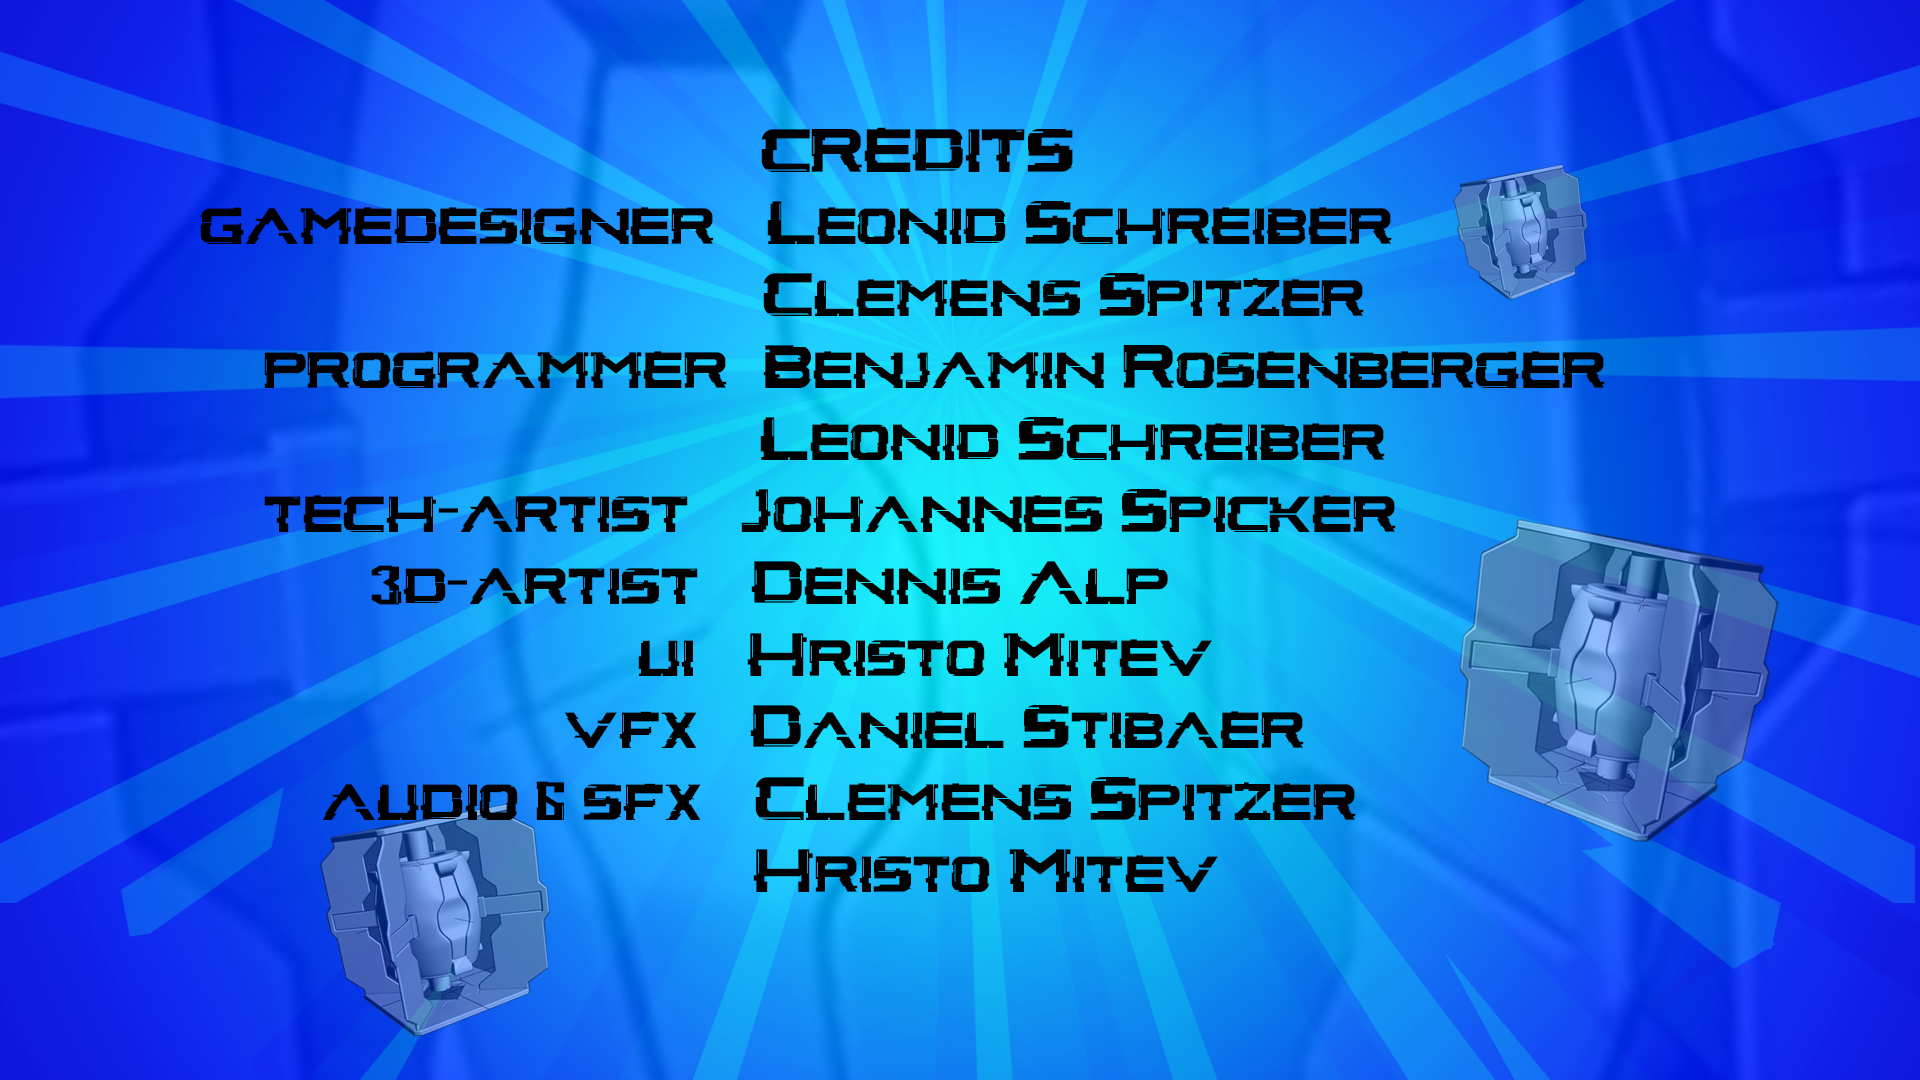 CREDITS
GAMEDESIGNER LEONID SCHREIBER
CLEMENS SPITZER
PROGRAMMER BENJAMIN ROSENBERGER
LEONID SCHREIBER
TECH-ARTIST JOHANNES SPICKER
3D-ARTIST DENNIS ALP
UI HRISTO MITEV
VFX DANIEL STIBAER
AUDIO & SFX CLEMENS SPITZER
HRISTO MITEV